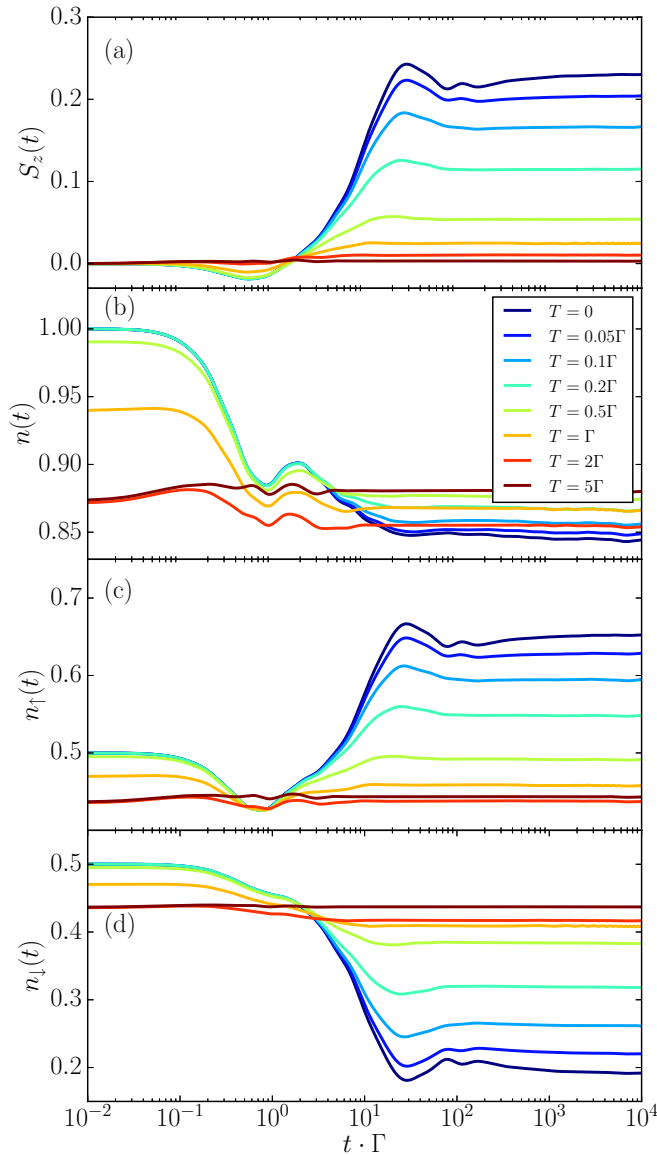 (a)
0.3
0.2
0.1
0.0
S_z(t)
(b)
1.00
0.95
0.90
0.85
n(t)
T = 0
T = 0.05Γ
T = 0.1Γ
T = 0.2Γ
T = 0.5Γ
T = Γ
T = 2Γ
T = 5Γ
(c)
0.7
0.6
0.5
n_↑(t)
0.5
0.4
(d)
0.3
0.2
n_↓(t)
10^{-2} 10^{-1} 10^0 10^1 10^2 10^3 10^4
t · Γ